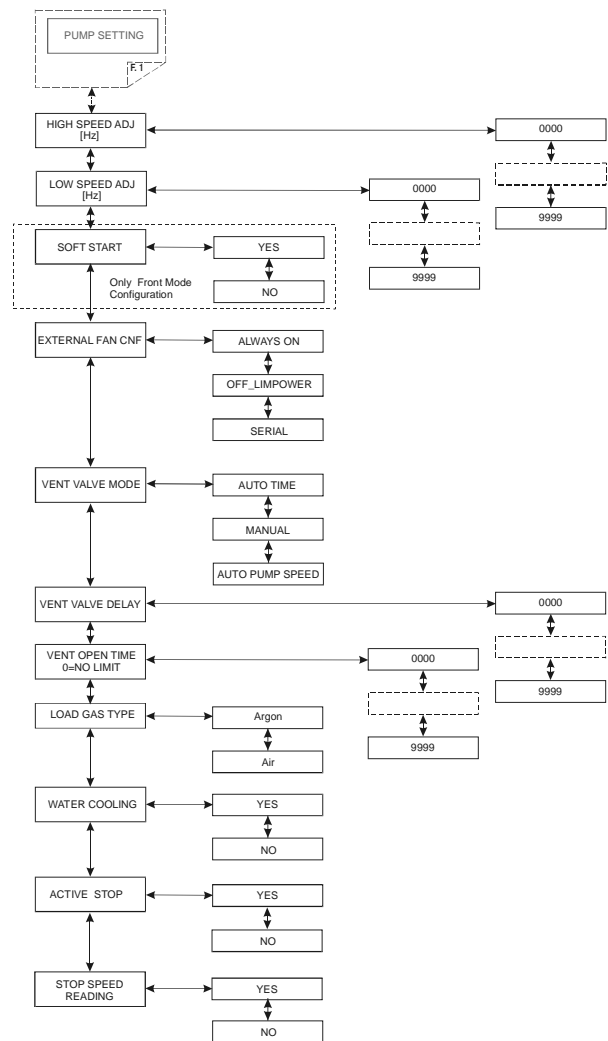 PUMP SETTING
F.1
HIGH SPEED ADJ
[Hz]
0000
9999
LOW SPEED ADJ
[Hz]
0000
9999
SOFT START
YES
NO
Only Front Mode
Configuration
EXTERNAL FAN CNF
ALWAYS ON
OFF_LIMPOWER
SERIAL
VENT VALVE MODE
AUTO TIME
MANUAL
AUTO PUMP SPEED
VENT VALVE DELAY
0000
9999
VENT OPEN TIME
0=NO LIMIT
0000
9999
LOAD GAS TYPE
Argon
Air
WATER COOLING
YES
NO
ACTIVE STOP
YES
NO
STOP SPEED
READING
YES
NO